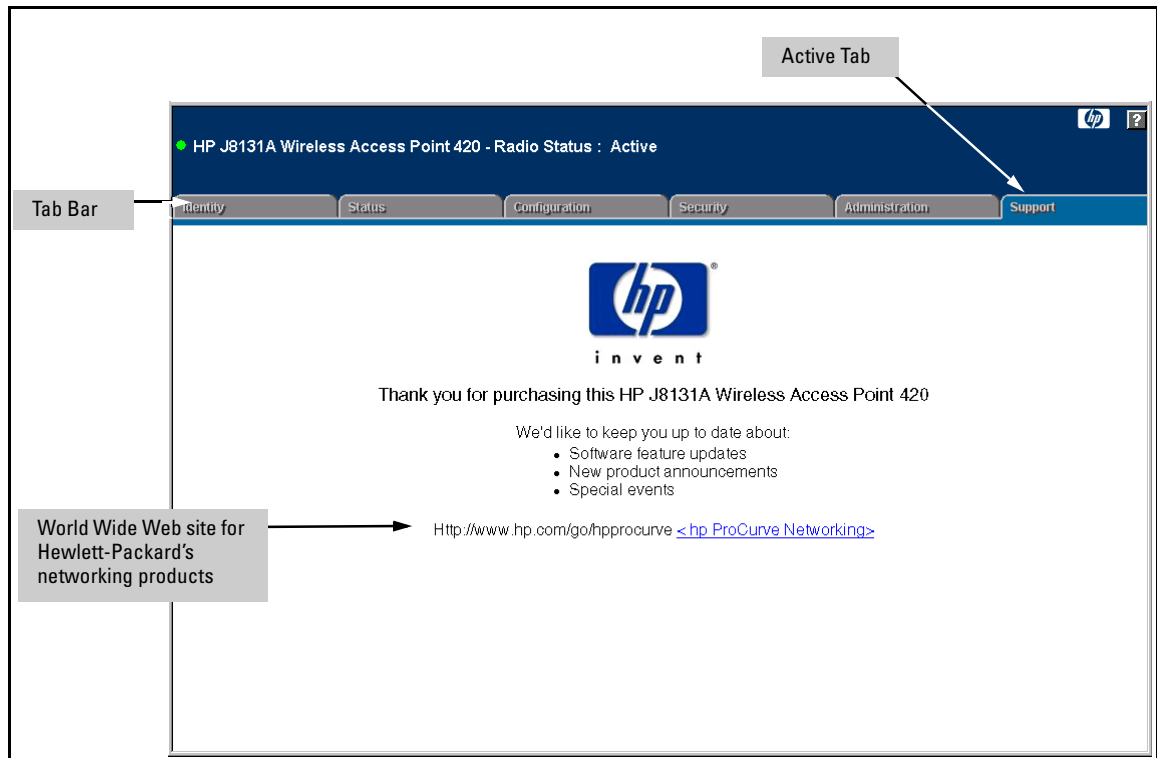 Active Tab
hp ?
HP J8131A Wireless Access Point 420 - Radio Status : Active
Tab Bar
Identity Status Configuration Security Administration Support
hp®
invent
Thank you for purchasing this HP J8131A Wireless Access Point 420
We'd like to keep you up to date about:
• Software feature updates
• New product announcements
• Special events
World Wide Web site for
Hewlett-Packard's
networking products
Http://www.hp.com/go/hpprocurve < hp ProCurve Networking>